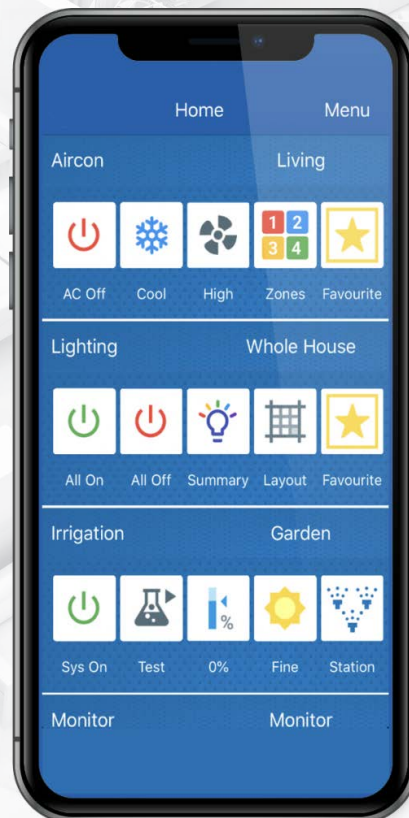 Home Menu
Aircon Living
1 2
3 4
AC Off Cool High Zones Favourite
Lighting Whole House
All On All Off Summary Layout Favourite
Irrigation Garden
%
Sys On Test 0% Fine Station
Monitor Monitor